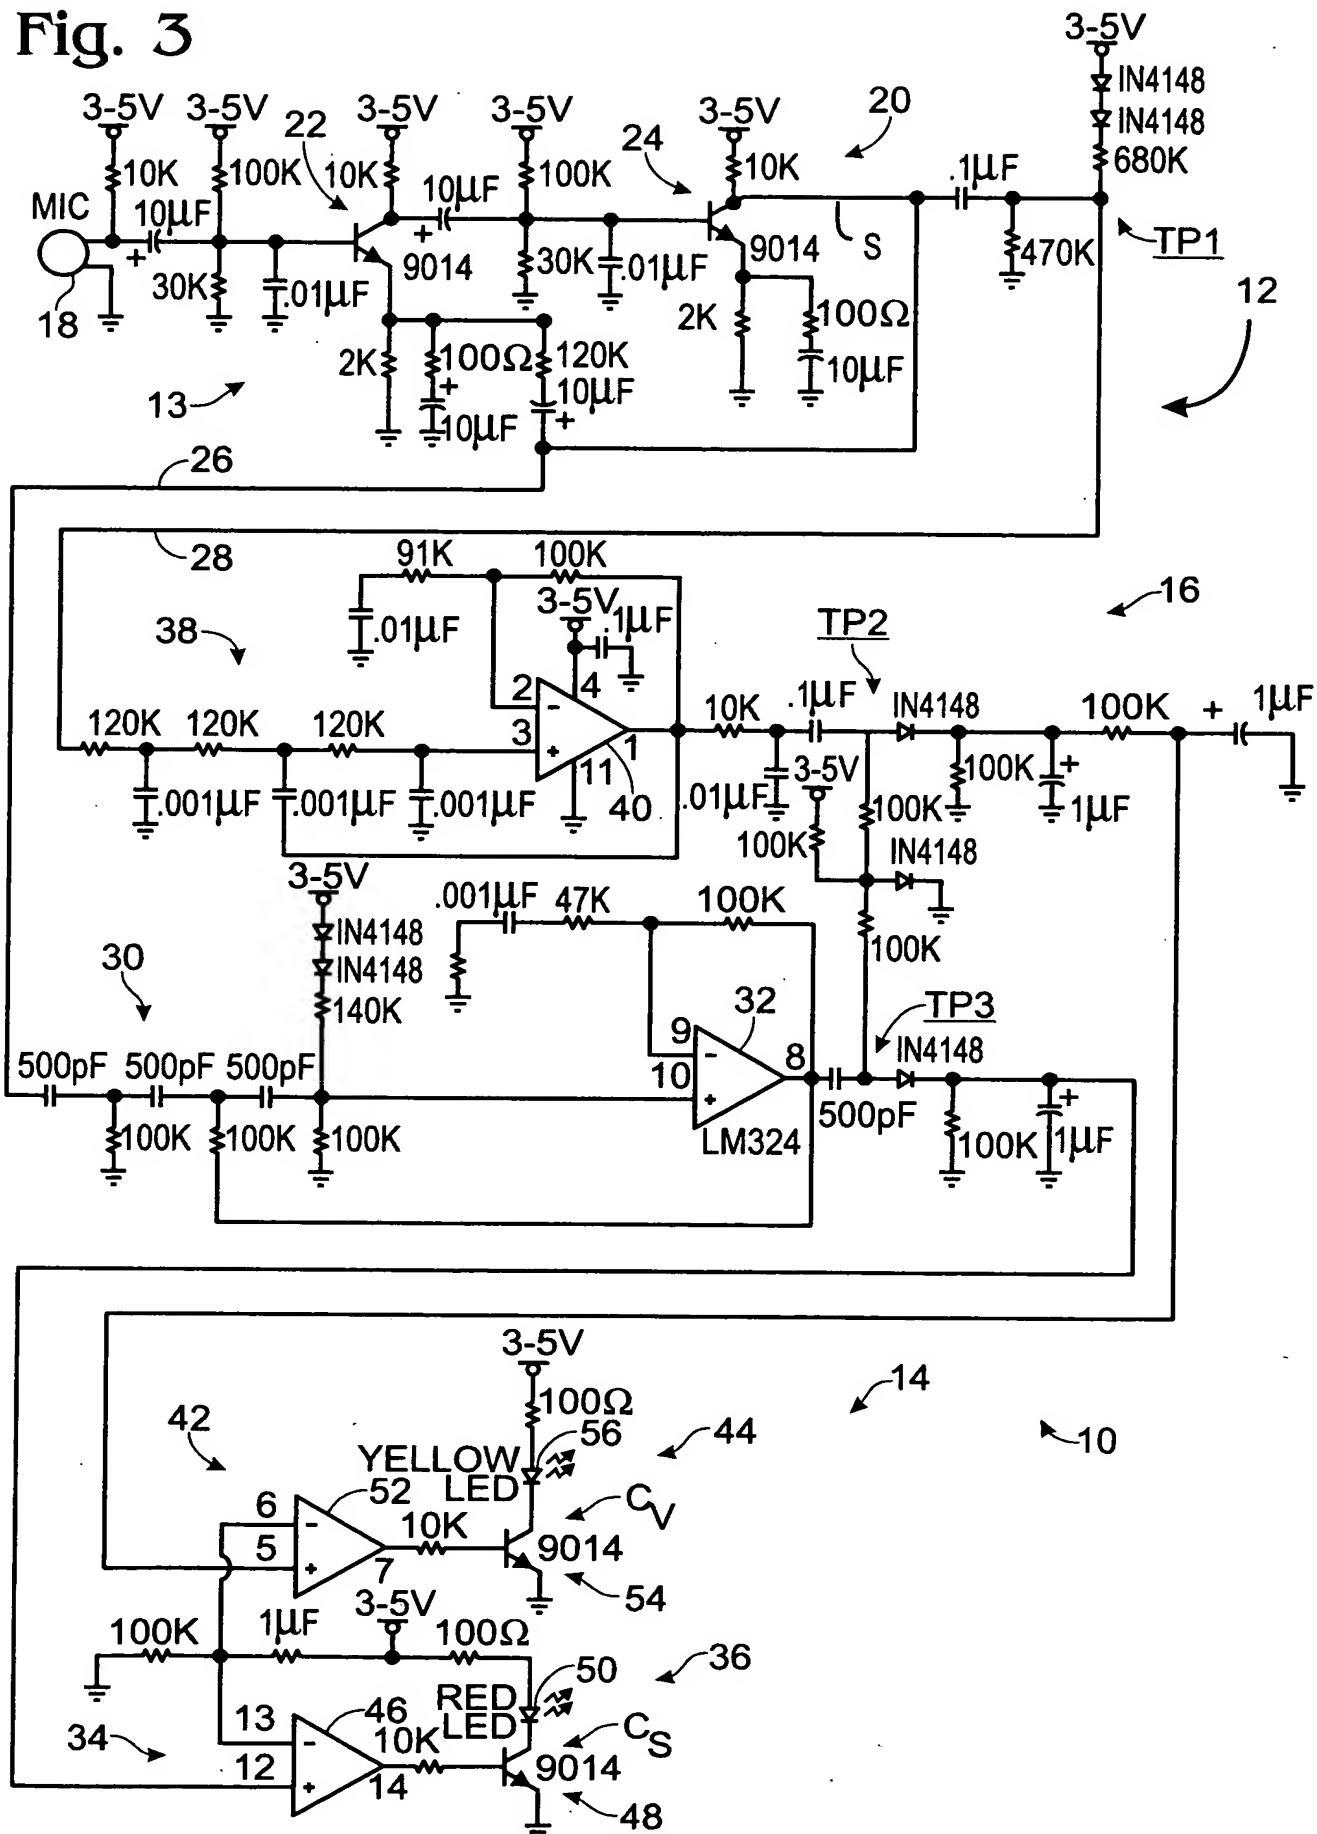 Fig. 3
3-5V
3-5V 3-5V 3-5V 3-5V
22
24
20
IN4148
IN4148
680K
10K 100K 10K 100K 10K
.1µF
MIC
10µF
+
10µF
+
9014
9014
S
470K
TP1
30K
.01µF
30K
.01µF
12
18
2K
100Ω
120K
2K
100Ω
+
10µF
10µF
+
10µF
13
26
28
91K
100K
3-5V
.1µF
.01µF
38
TP2
16
2
4
3
-
+
1
11
40
120K 120K 120K
10K
.1µF
IN4148
100K
+
1µF
.001µF .001µF .001µF
.01µF
3-5V
100K
+
1µF
100K
100K
IN4148
3-5V
.001µF
47K
100K
100K
IN4148
IN4148
140K
30
32
TP3
9
-
10
+
8
IN4148
500pF 500pF 500pF
500pF
+
LM324
100K 100K 100K
100K
1µF
3-5V
100Ω
14
42
56
44
10
YELLOW
LED
52
6
-
5
+
7
10K
C V
9014
54
3-5V
100K
1µF
100Ω
50
36
RED
LED
46
13
-
34
12
+
14
10K
C S
9014
48